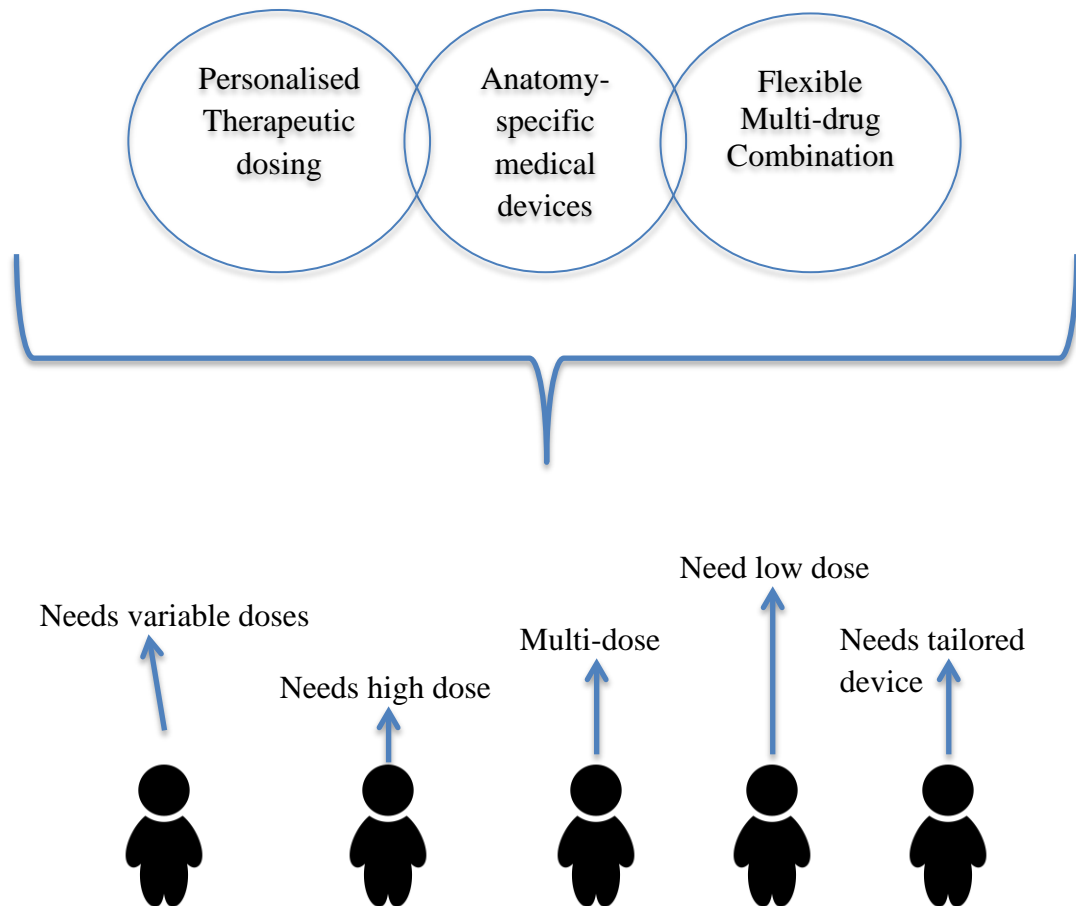 Personalised
Therapeutic
dosing
Anatomy-
specific
medical
devices
Flexible
Multi-drug
Combination
Needs variable doses
Needs high dose
Multi-dose
Need low dose
Needs tailored
device